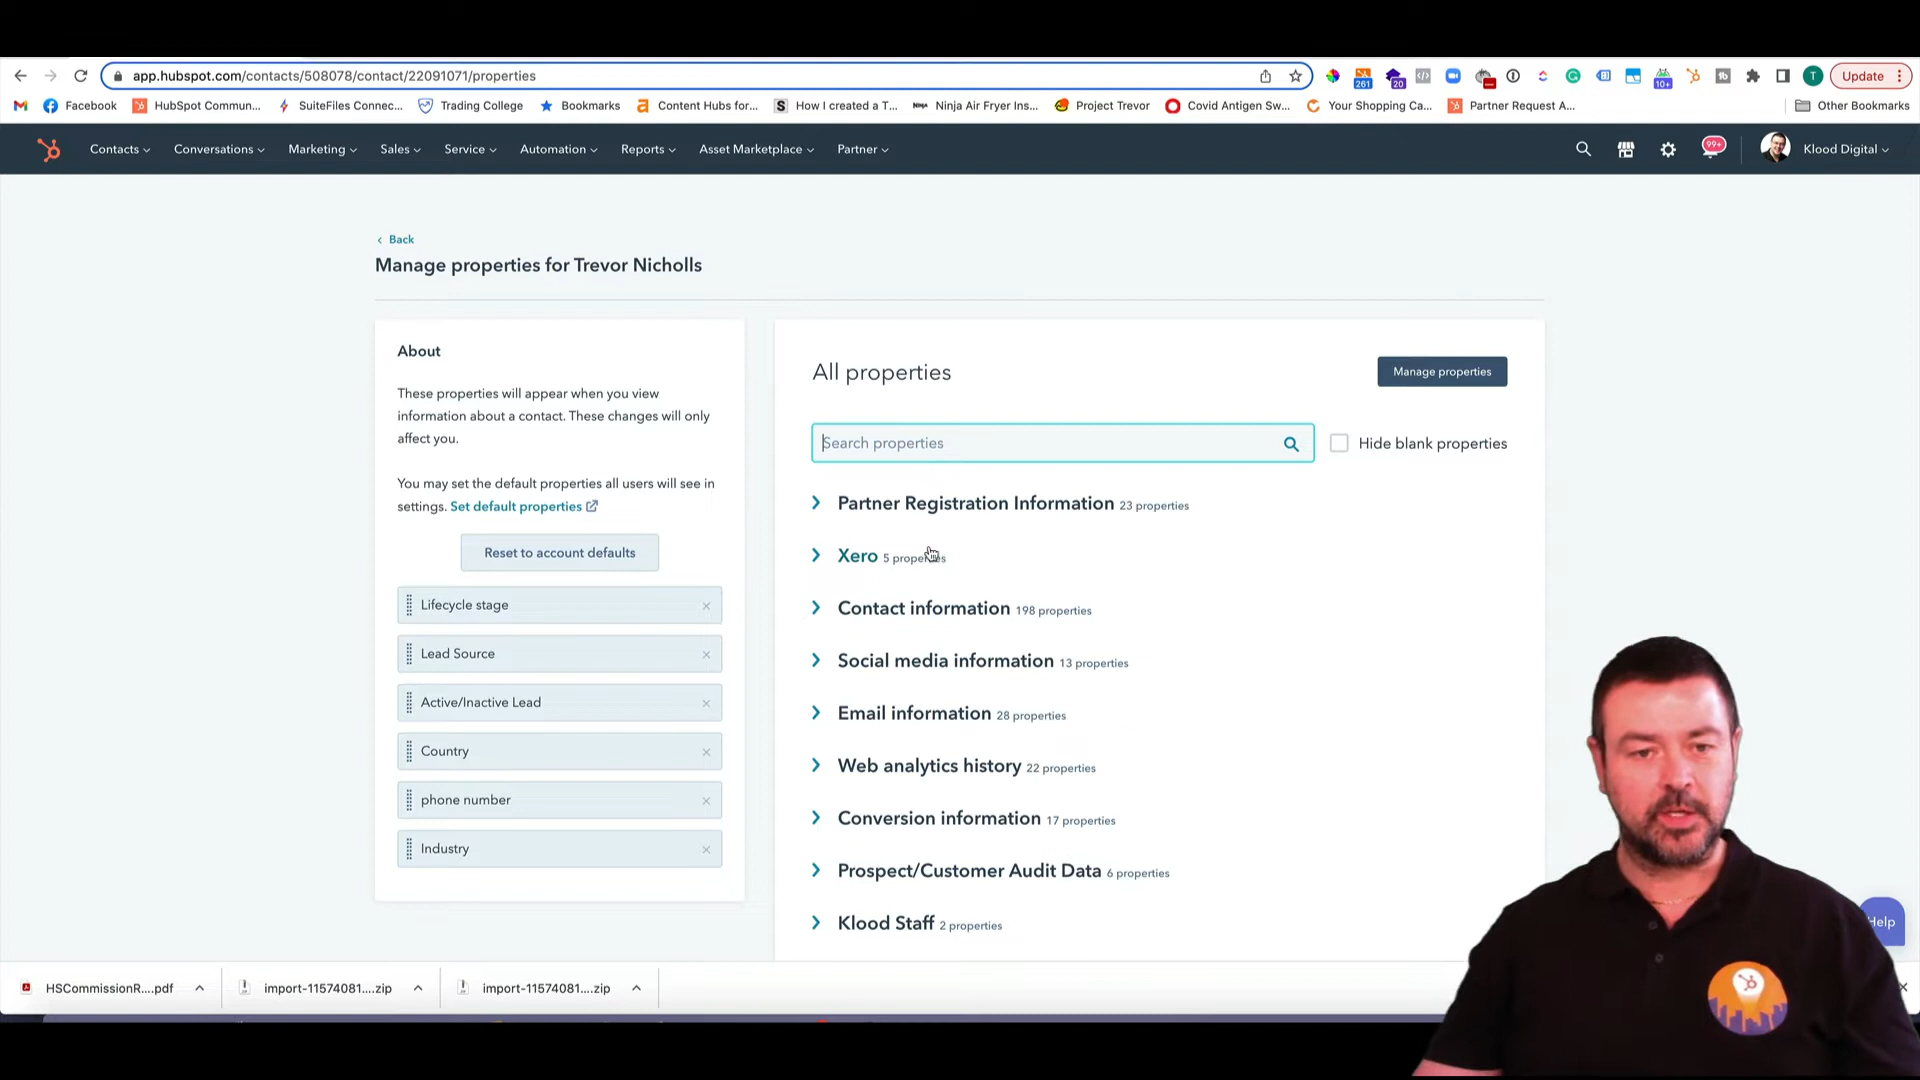 app.hubspot.com/contacts/508078/contact/22091071/properties
261
20
10+
T
Update
Facebook
HubSpot Commun...
SuiteFiles Connec...
Trading College
Bookmarks
Content Hubs for...
How I created a T...
Ninja Air Fryer Ins...
Project Trevor
Covid Antigen Sw...
Your Shopping Ca...
Partner Request A...
Other Bookmarks
Contacts
Conversations
Marketing
Sales
Service
Automation
Reports
Asset Marketplace
Partner
99+
Klood Digital
Back
Manage properties for Trevor Nicholls
About
These properties will appear when you view
information about a contact. These changes will only
affect you.
You may set the default properties all users will see in
settings. Set default properties
Reset to account defaults
Lifecycle stage
Lead Source
Active/Inactive Lead
Country
phone number
Industry
All properties
Manage properties
Search properties
Hide blank properties
Partner Registration Information 23 properties
Xero 5 properties
Contact information 198 properties
Social media information 13 properties
Email information 28 properties
Web analytics history 22 properties
Conversion information 17 properties
Prospect/Customer Audit Data 6 properties
Klood Staff 2 properties
Help
HSCommissionR....pdf
import-11574081....zip
import-11574081....zip